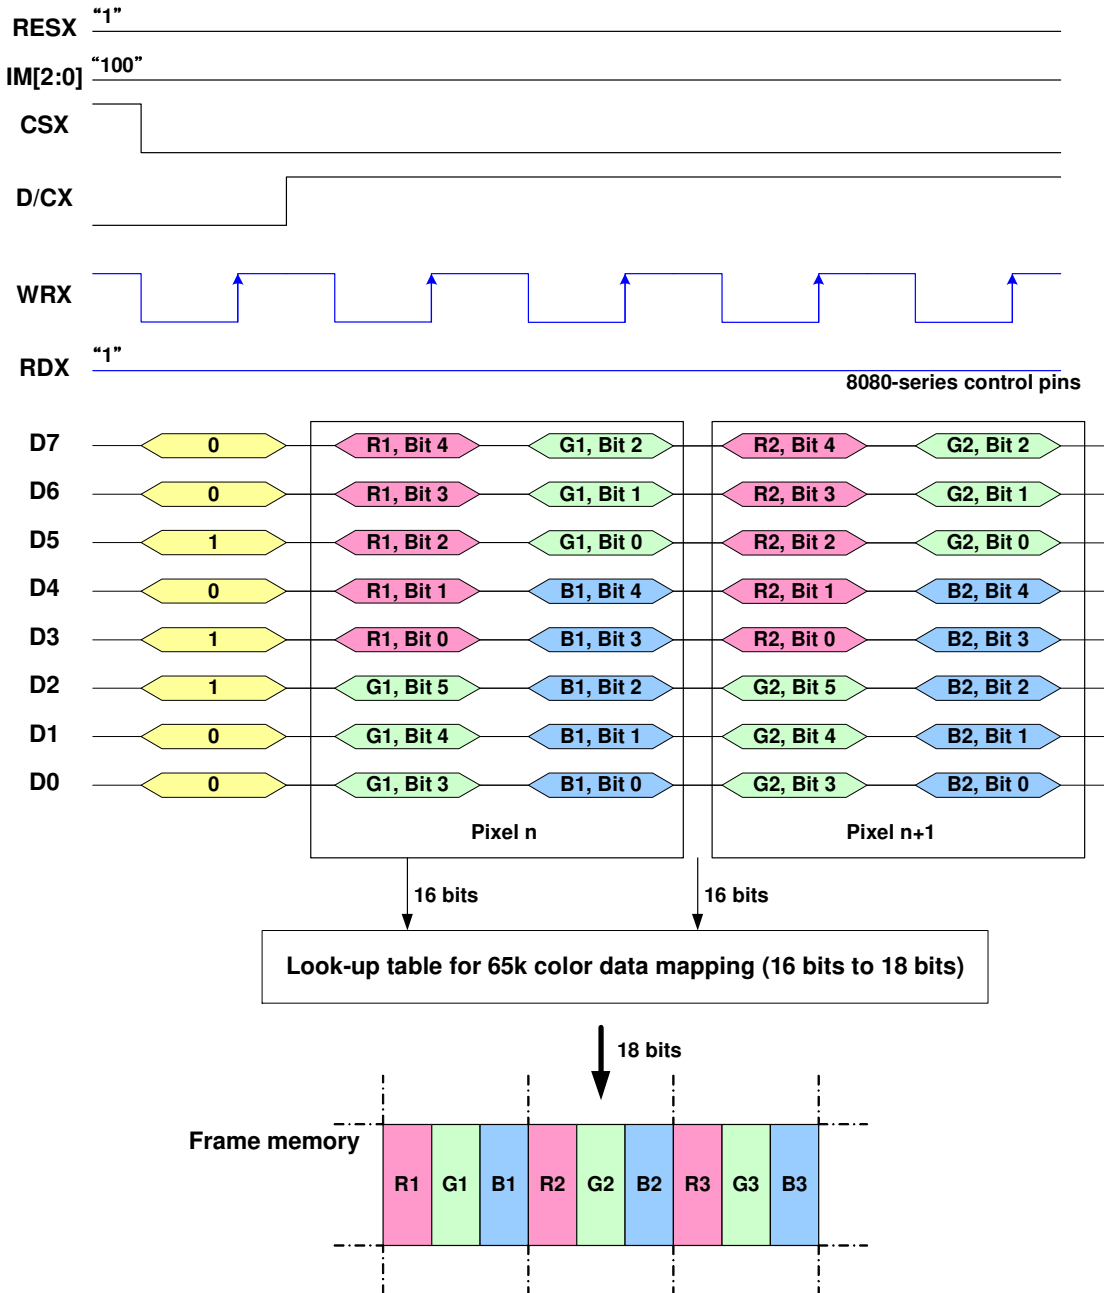 RESX “1”
IM[2:0] “100”
CSX
D/CX
WRX
RDX “1”
8080-series control pins
D7 0 R1, Bit 4 G1, Bit 2 R2, Bit 4 G2, Bit 2
D6 0 R1, Bit 3 G1, Bit 1 R2, Bit 3 G2, Bit 1
D5 1 R1, Bit 2 G1, Bit 0 R2, Bit 2 G2, Bit 0
D4 0 R1, Bit 1 B1, Bit 4 R2, Bit 1 B2, Bit 4
D3 1 R1, Bit 0 B1, Bit 3 R2, Bit 0 B2, Bit 3
D2 1 G1, Bit 5 B1, Bit 2 G2, Bit 5 B2, Bit 2
D1 0 G1, Bit 4 B1, Bit 1 G2, Bit 4 B2, Bit 1
D0 0 G1, Bit 3 B1, Bit 0 G2, Bit 3 B2, Bit 0
Pixel n Pixel n+1
16 bits 16 bits
Look-up table for 65k color data mapping (16 bits to 18 bits)
18 bits
Frame memory
R1 G1 B1 R2 G2 B2 R3 G3 B3